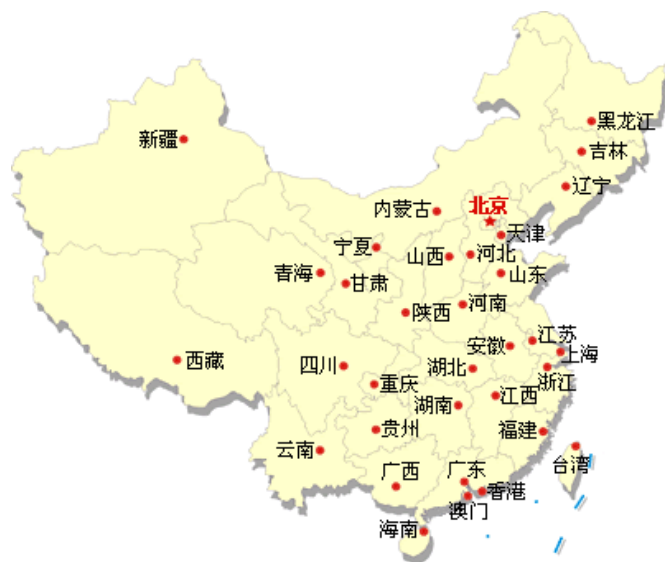 黑龙江
新疆
吉林
辽宁
内蒙古
北京
天津
宁夏
山西
河北
青海
甘肃
山东
陕西
河南
江苏
安徽
上海
西藏
四川
湖北
浙江
重庆
江西
湖南
贵州
福建
云南
台湾
广西
广东
香港
澳门
海南